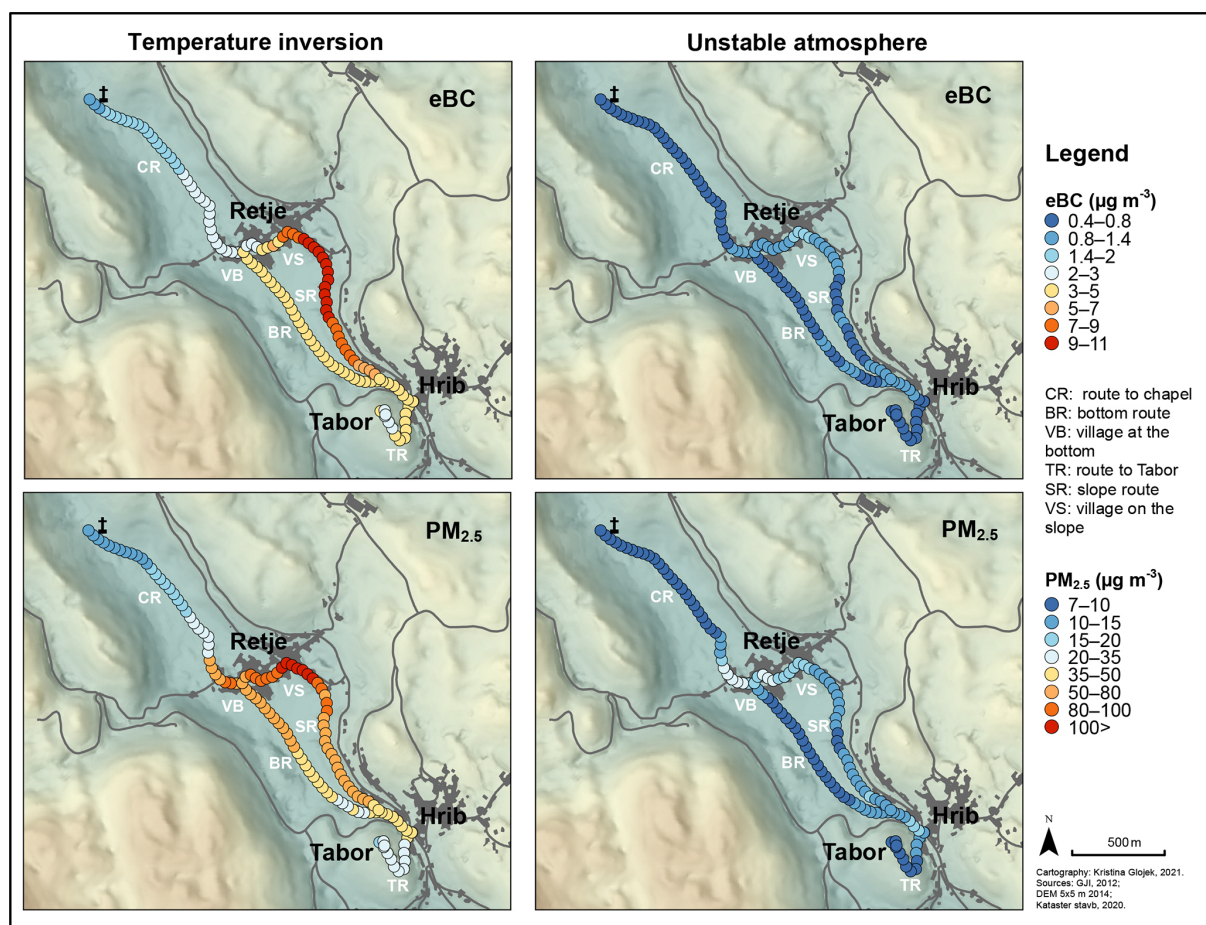 Temperature inversion
Unstable atmosphere
eBC
CR
Retje
VB
VS
SR
BR
Hrib
Tabor
TR
eBC
CR
Retje
VB
VS
SR
BR
Hrib
Tabor
TR
PM2.5
CR
Retje
VB
VS
SR
BR
Hrib
Tabor
TR
PM2.5
CR
Retje
VB
VS
SR
BR
Hrib
Tabor
TR
Legend
eBC (µg m-3)
0.4–0.8
0.8–1.4
1.4–2
2–3
3–5
5–7
7–9
9–11
CR: route to chapel
BR: bottom route
VB: village at the
bottom
TR: route to Tabor
SR: slope route
VS: village on the
slope
PM2.5 (µg m-3)
7–10
10–15
15–20
20–35
35–50
50–80
80–100
100>
N
500 m
Cartography: Kristina Glojek, 2021.
Sources: GJI, 2012;
DEM 5x5 m 2014;
Kataster stavb, 2020.